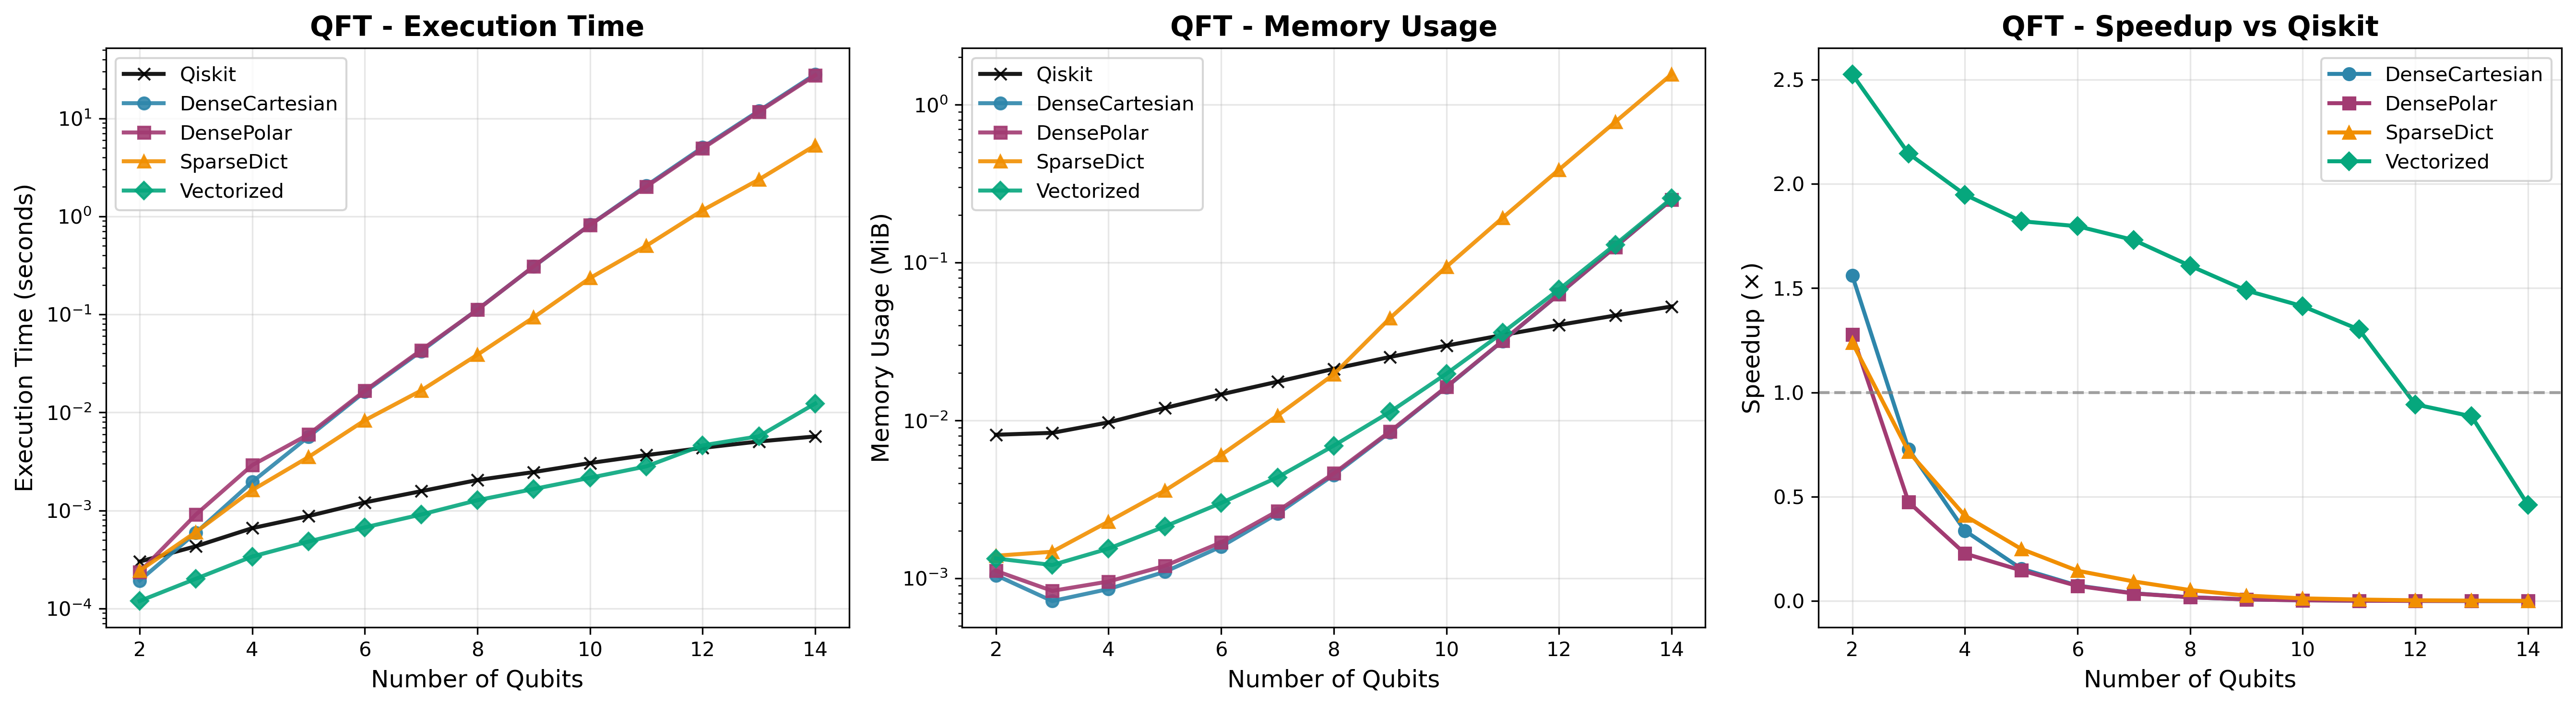 QFT - Execution Time
Qiskit
DenseCartesian
DensePolar
SparseDict
Vectorized
Execution Time (seconds)
10¹
10⁰
10⁻¹
10⁻²
10⁻³
10⁻⁴
2 4 6 8 10 12 14
Number of Qubits
QFT - Memory Usage
Qiskit
DenseCartesian
DensePolar
SparseDict
Vectorized
Memory Usage (MiB)
10⁰
10⁻¹
10⁻²
10⁻³
2 4 6 8 10 12 14
Number of Qubits
QFT - Speedup vs Qiskit
DenseCartesian
DensePolar
SparseDict
Vectorized
Speedup (×)
2.5
2.0
1.5
1.0
0.5
0.0
2 4 6 8 10 12 14
Number of Qubits